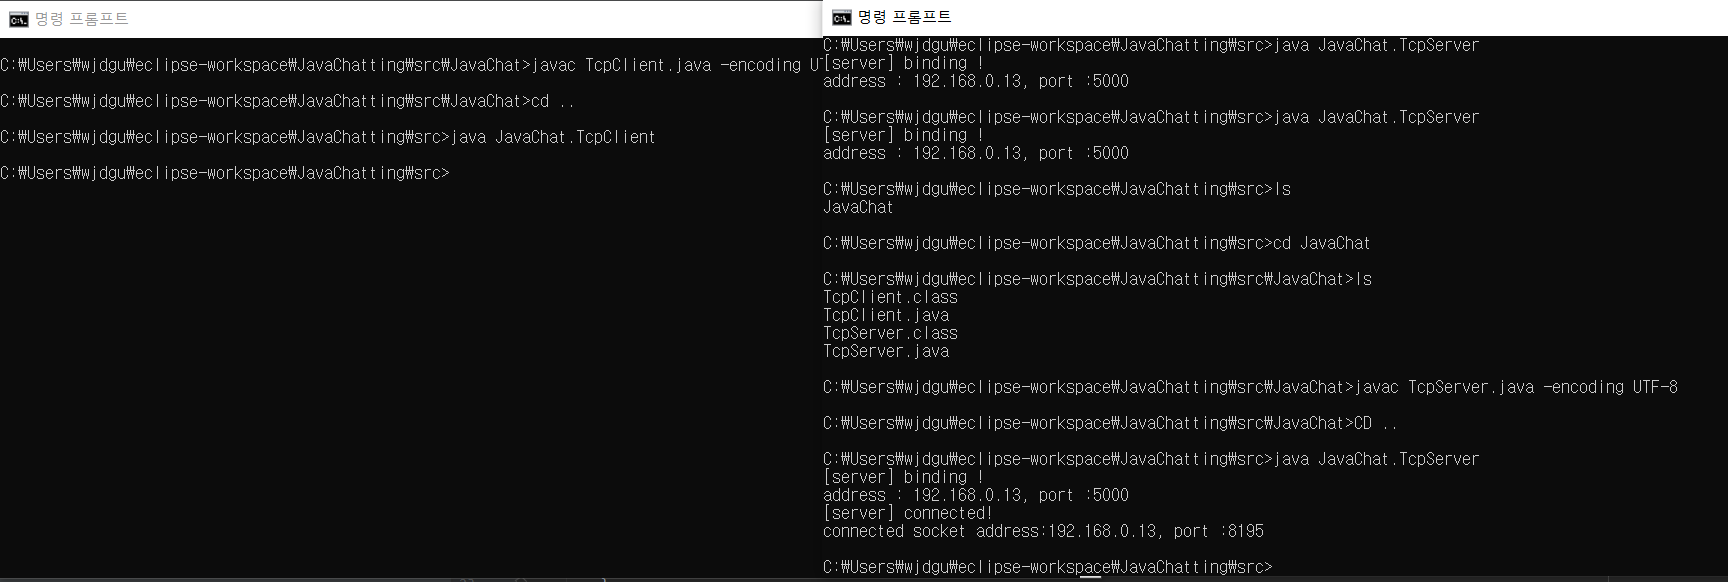 명령 프롬프트
C:₩Users₩wjdgu₩eclipse-workspace₩JavaChatting₩src₩JavaChat>javac TcpClient.java -encoding
C:₩Users₩wjdgu₩eclipse-workspace₩JavaChatting₩src₩JavaChat>cd ..
C:₩Users₩wjdgu₩eclipse-workspace₩JavaChatting₩src>java JavaChat.TcpClient
C:₩Users₩wjdgu₩eclipse-workspace₩JavaChatting₩src>
명령 프롬프트
C:₩Users₩wjdgu₩eclipse-workspace₩JavaChatting₩src>java JavaChat.TcpServer
[server] binding !
address : 192.168.0.13, port :5000
C:₩Users₩wjdgu₩eclipse-workspace₩JavaChatting₩src>java JavaChat.TcpServer
[server] binding !
address : 192.168.0.13, port :5000
C:₩Users₩wjdgu₩eclipse-workspace₩JavaChatting₩src>ls
JavaChat
C:₩Users₩wjdgu₩eclipse-workspace₩JavaChatting₩src>cd JavaChat
C:₩Users₩wjdgu₩eclipse-workspace₩JavaChatting₩src₩JavaChat>ls
TcpClient.class
TcpClient.java
TcpServer.class
TcpServer.java
C:₩Users₩wjdgu₩eclipse-workspace₩JavaChatting₩src₩JavaChat>javac TcpServer.java -encoding UTF-8
C:₩Users₩wjdgu₩eclipse-workspace₩JavaChatting₩src₩JavaChat>CD ..
C:₩Users₩wjdgu₩eclipse-workspace₩JavaChatting₩src>java JavaChat.TcpServer
[server] binding !
address : 192.168.0.13, port :5000
[server] connected!
connected socket address:192.168.0.13, port :8195
C:₩Users₩wjdgu₩eclipse-workspace₩JavaChatting₩src>